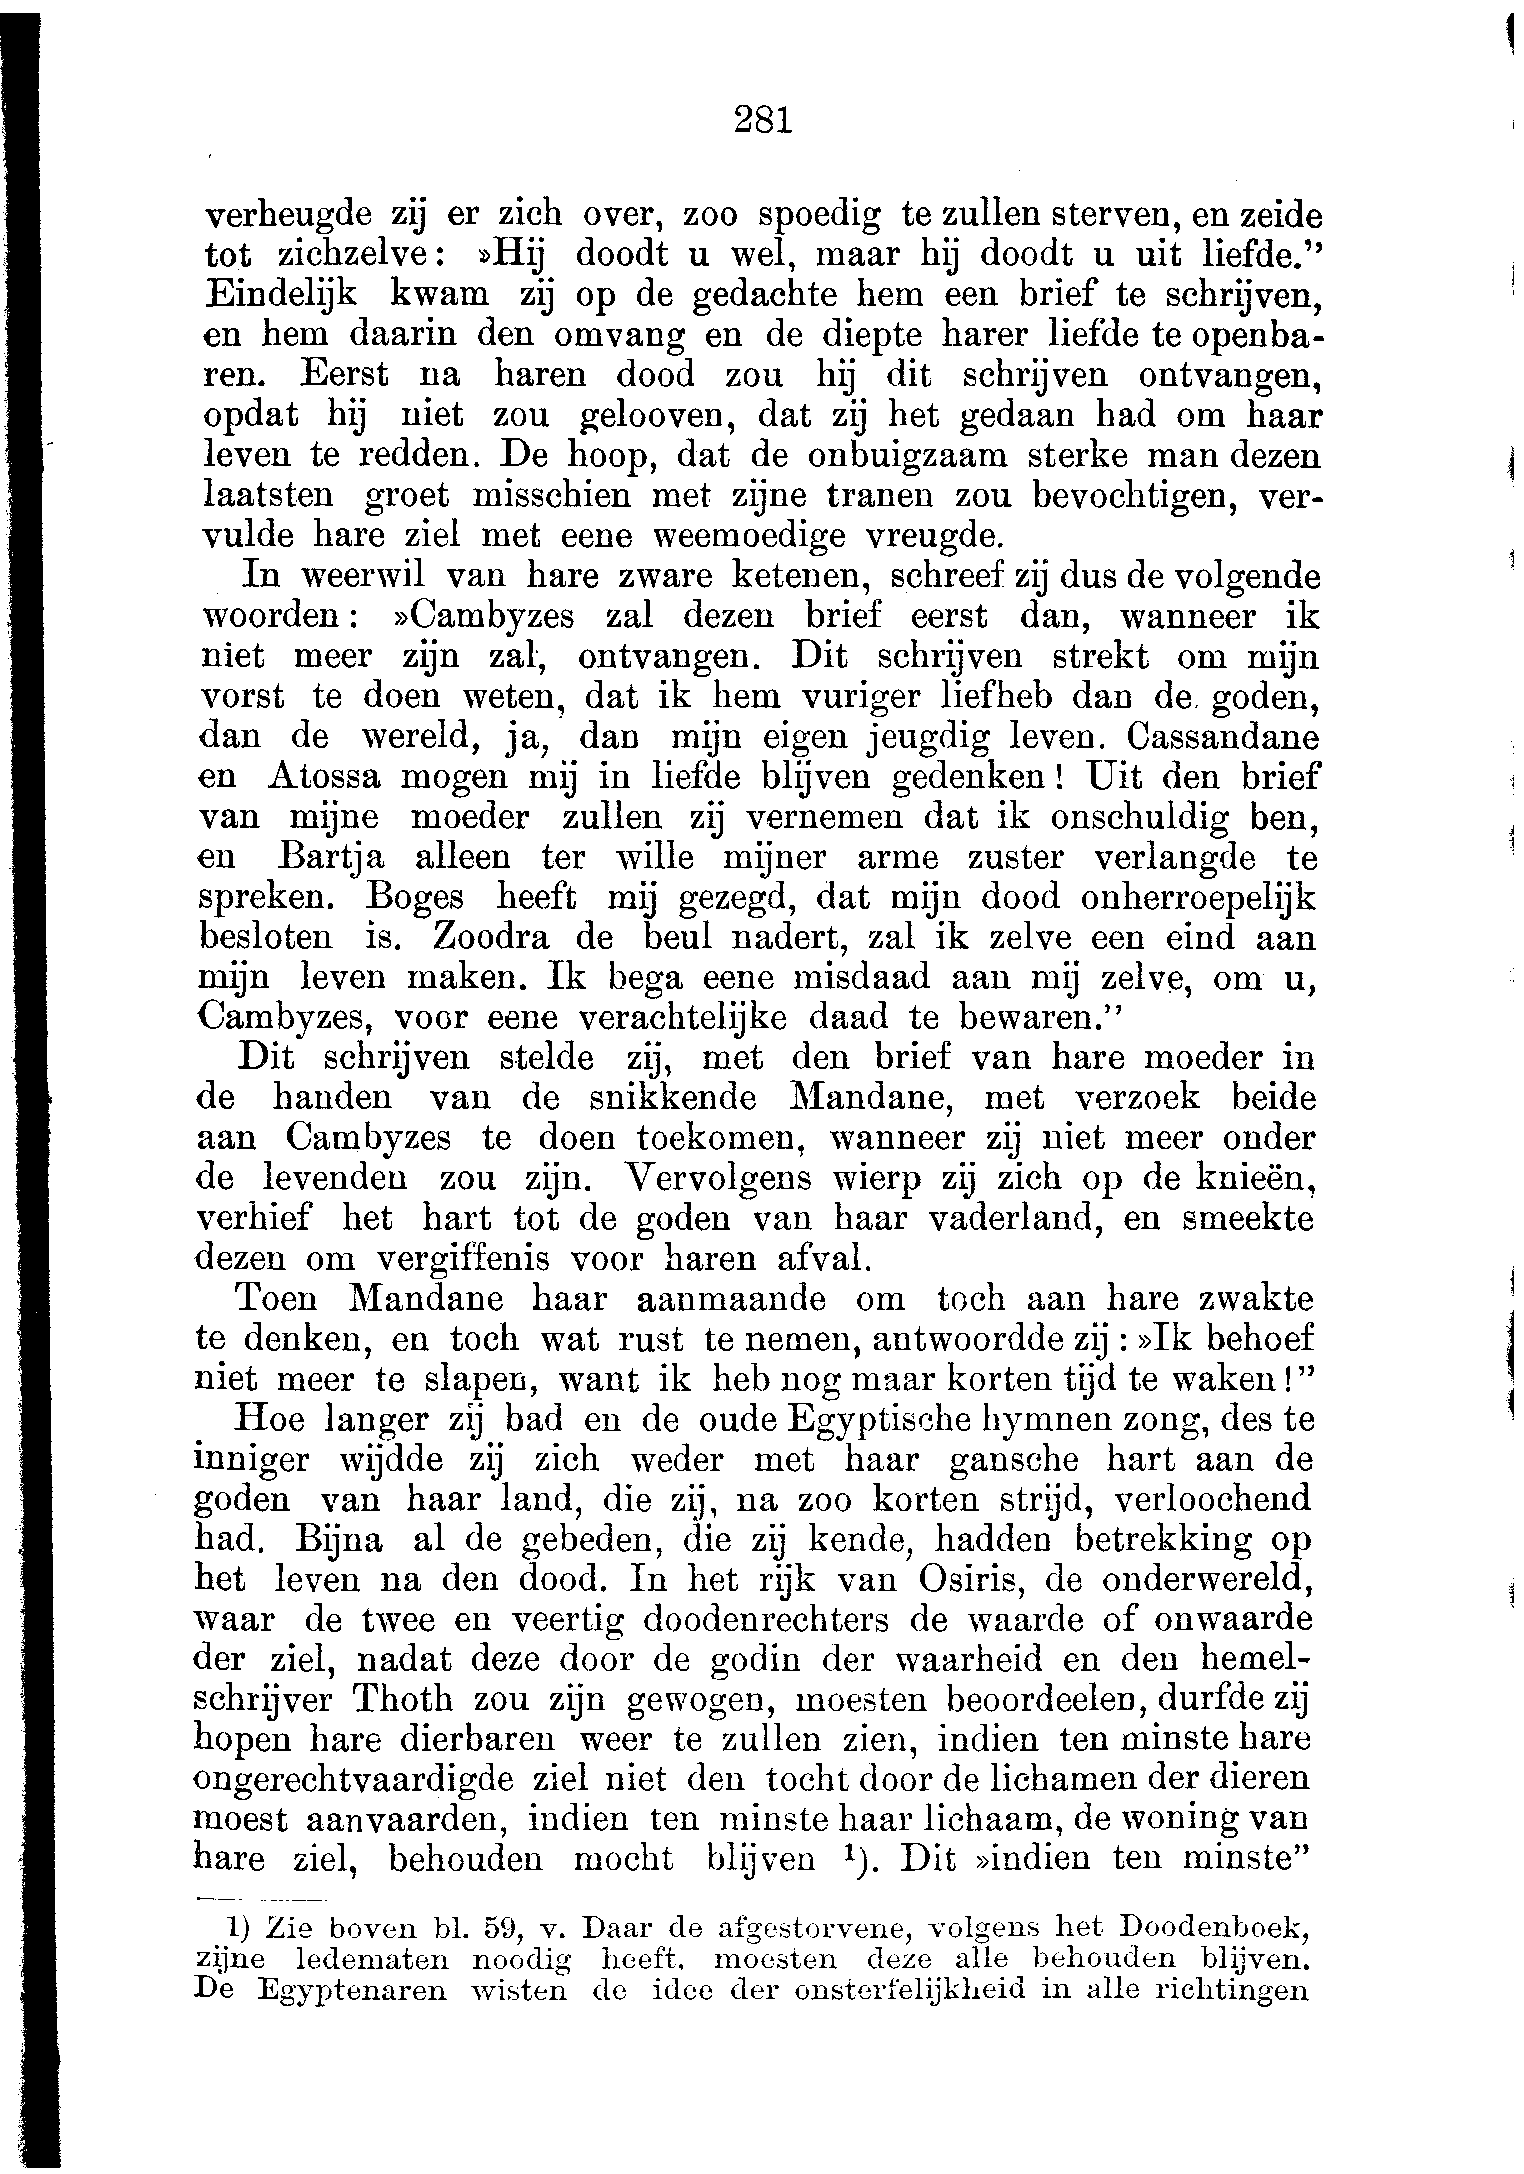 281
verheugde zij er zich over, zoo spoedig te zullen sterven, en zeide
tot zichzelve: »Hij doodt u wel, maar hij doodt u uit liefde."
Eindelijk kwam zij op de gedachte hem een brief te schrijven,
en hem daarin den omvang en de diepte harer liefde te openba-
ren. Eerst na haren dood zou hij dit schrijven ontvangen,
opdat hij niet zou gelooven, dat zij het gedaan had om haar
leven te redden. De hoop, dat de onbuigzaam sterke man dezen
laatsten groet misschien met zijne tranen zou bevochtigen, ver-
vulde hare ziel met eene weemoedige vreugde.
In weerwil van hare zware ketenen, schreef zij dus de volgende
woorden: »Cambyzes zal dezen brief eerst dan, wanneer ik
niet meer zijn zal, ontvangen. Dit schrijven strekt om mijn
vorst te doen weten, dat ik hem vuriger liefheb dan de goden,
dan de wereld, ja, dan mijn eigen jeugdig leven. Cassandane
en Atossa mogen mij in liefde blijven gedenken! Uit den brief
van mijne moeder zullen zij vernemen dat ik onschuldig ben,
en Bartja alleen ter wille mijner arme zuster verlangde te
spreken. Boges heeft mij gezegd, dat mijn dood onherroepelijk
besloten is. Zoodra de beul nadert, zal ik zelve een eind aan
mijn leven maken. Ik bega eene misdaad aan mij zelve, om u,
Cambyzes, voor eene verachtelijke daad te bewaren."
Dit schrijven stelde zij, met den brief van hare moeder in
de handen van de snikkende Mandane, met verzoek beide
aan Cambyzes te doen toekomen, wanneer zij niet meer onder
de levenden zou zijn. Vervolgens wierp zij zich op de knieën,
verhief het hart tot de goden van haar vaderland, en smeekte
dezen om vergiffenis voor haren afval.
Toen Mandane haar aanmaande om toch aan hare zwakte
te denken, en toch wat rust te nemen, antwoordde zij: »Ik behoef
niet meer te slapen, want ik heb nog maar korten tijd te waken!"
Hoe langer zij bad en de oude Egyptische hymnen zong, des te
inniger wijdde zij zich weder met haar gansche hart aan de
goden van haar land, die zij, na zoo korten strijd, verloochend
had. Bijna al de gebeden, die zij kende, hadden betrekking op
het leven na den dood. In het rijk van Osiris, de onderwereld,
waar de twee en veertig doodenrechters de waarde of onwaarde
der ziel, nadat deze door de godin der waarheid en den hemel-
schrijver Thoth zou zijn gewogen, moesten beoordeelen, durfde zij
hopen hare dierbaren weer te zullen zien, indien ten minste hare
ongerechtvaardigde ziel niet den tocht door de lichamen der dieren
moest aanvaarden, indien ten minste haar lichaam, de woning van
hare ziel, behouden mocht blijven ¹). Dit »indien ten minste"
1) Zie boven bl. 59, v. Daar de afgestorvene, volgens het Doodenboek,
zijne ledematen noodig heeft, moesten deze alle behouden blijven.
De Egyptenaren wisten de idee der onsterfelijkheid in alle richtingen